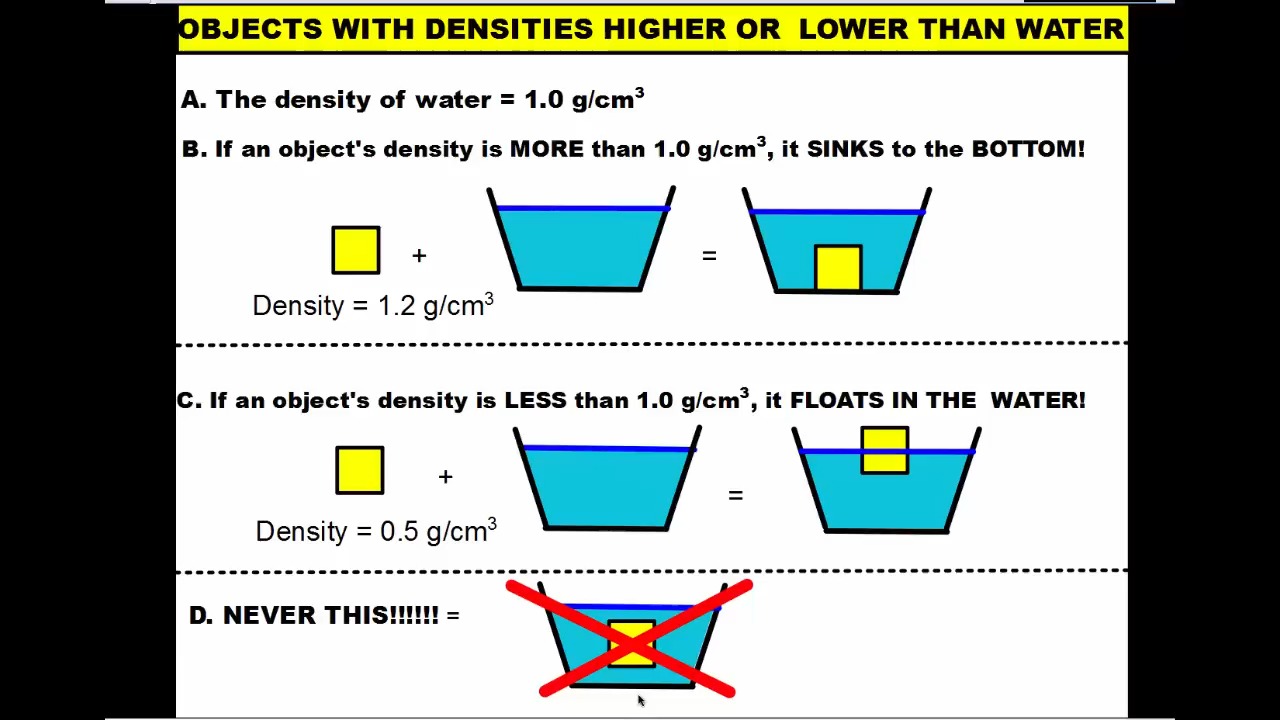 OBJECTS WITH DENSITIES HIGHER OR  LOWER THAN WATER
A. The density of water = 1.0 g/cm³
B. If an object's density is MORE than 1.0 g/cm³, it SINKS to the BOTTOM!
+
=
Density = 1.2 g/cm³
C. If an object's density is LESS than 1.0 g/cm³, it FLOATS IN THE  WATER!
+
=
Density = 0.5 g/cm³
D. NEVER THIS!!!!!! =